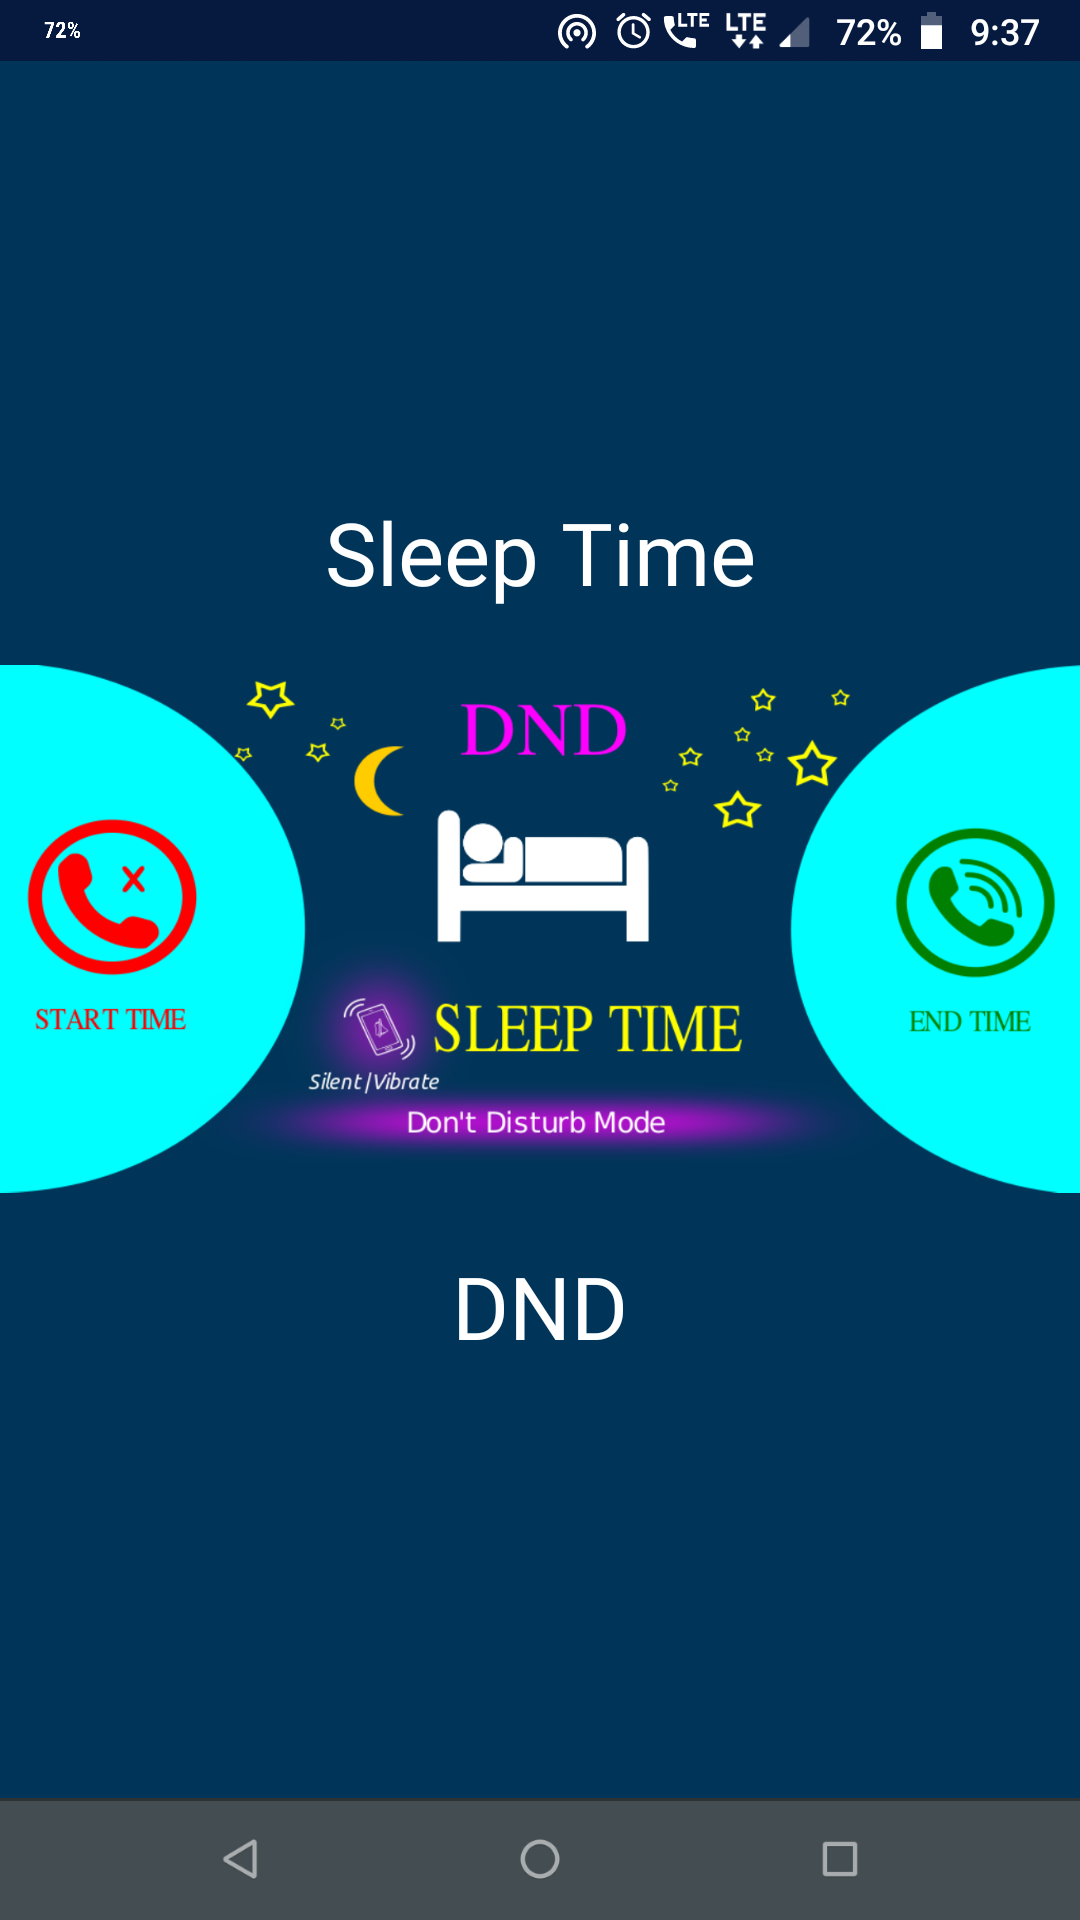 72%
LTE LTE 72% 9:37
Sleep Time
DND
START TIME
END TIME
SLEEP TIME
Silent/Vibrate
Don't Disturb Mode
DND